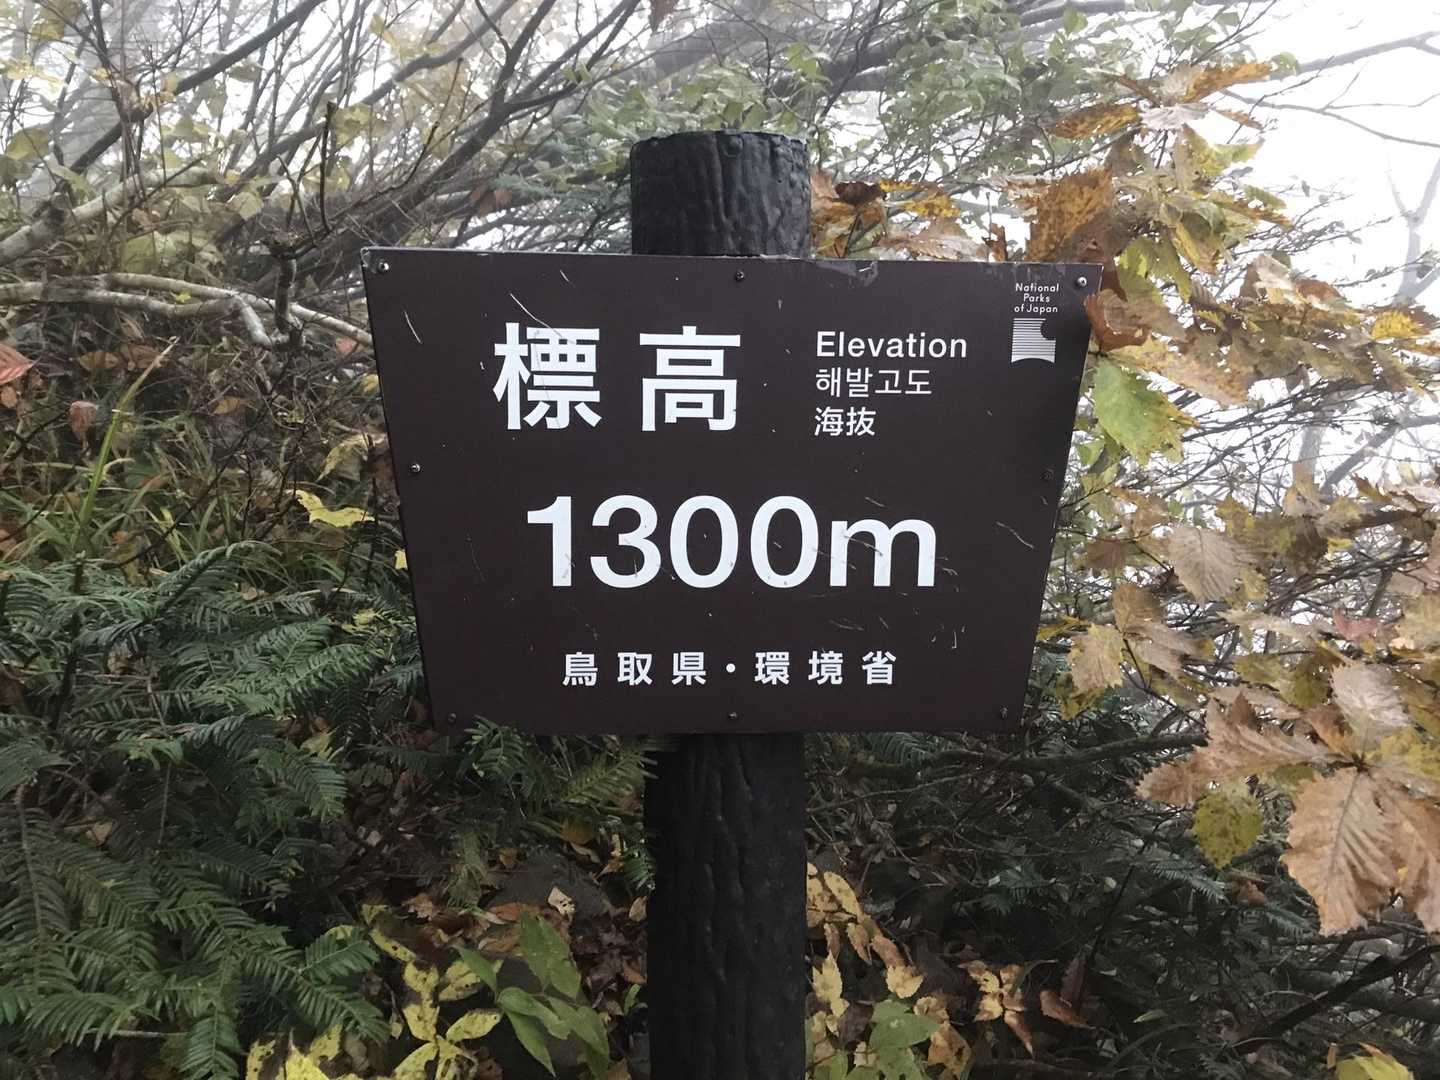 標高
Elevation
해발고도
海抜
National
Parks
of Japan
1300m
鳥取県・環境省